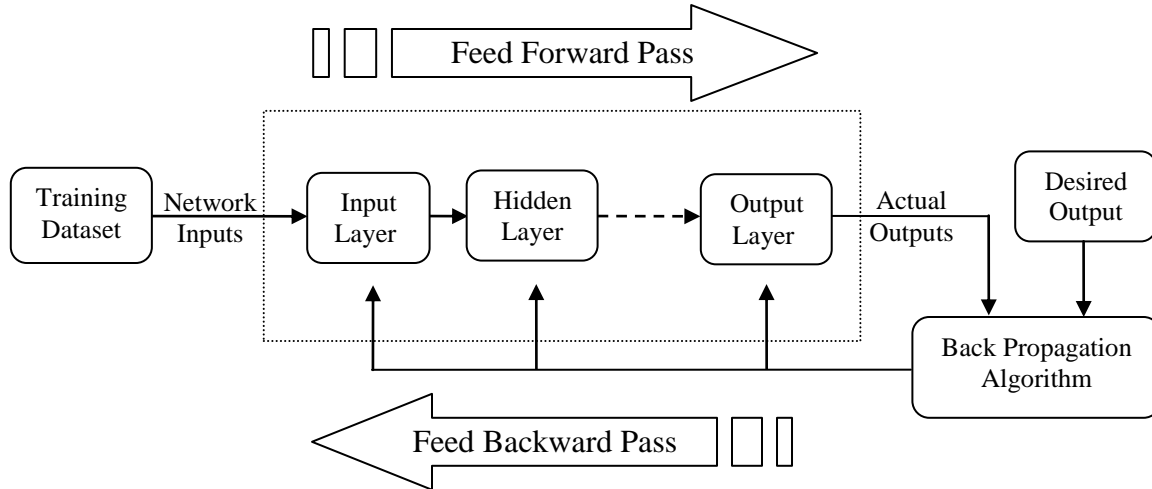 Feed Forward Pass
Training
Dataset
Network
Inputs
Input
Layer
Hidden
Layer
Output
Layer
Actual
Outputs
Desired
Output
Back Propagation
Algorithm
Feed Backward Pass